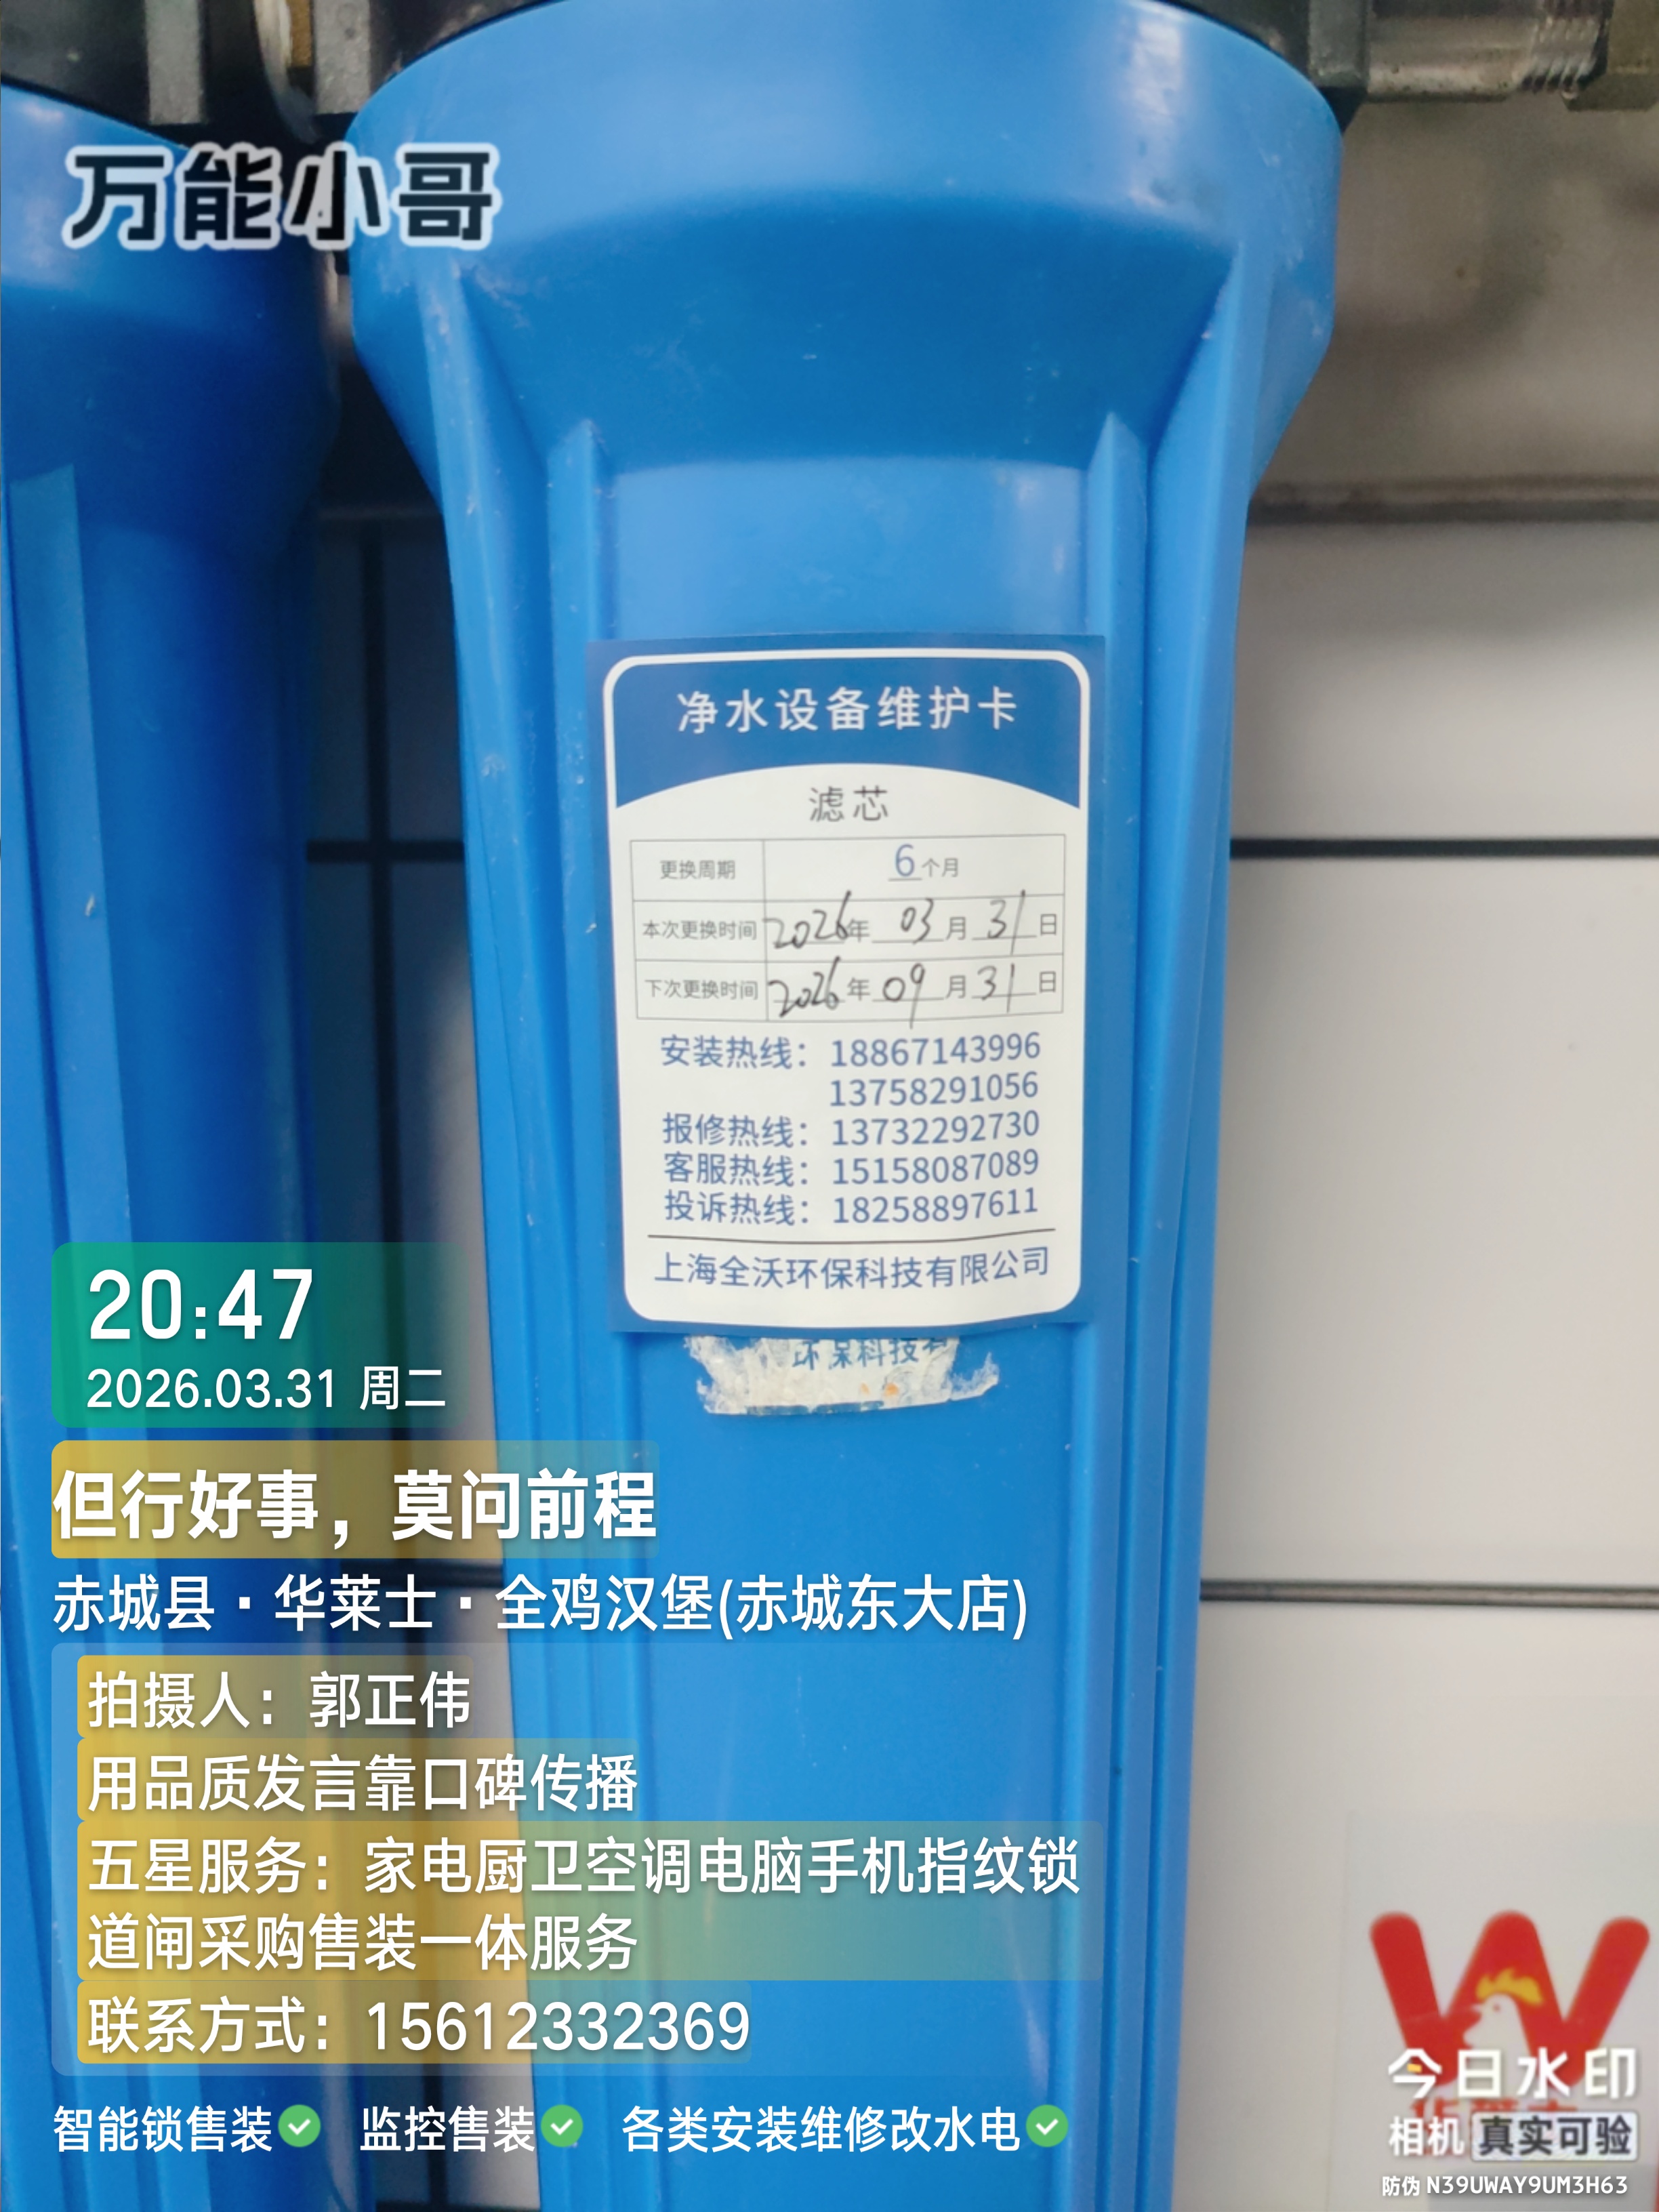 万能小哥
净水设备维护卡
滤芯
更换周期 6个月
本次更换时间 2026年03月31日
下次更换时间 2026年09月31日
安装热线：18867143996
13758291056
报修热线：13732292730
客服热线：15158087089
投诉热线：18258897611
上海全沃环保科技有限公司
环保科技有
20:47
2026.03.31 周二
但行好事，莫问前程
赤城县·华莱士·全鸡汉堡(赤城东大店)
拍摄人：郭正伟
用品质发言靠口碑传播
五星服务：家电厨卫空调电脑手机指纹锁
道闸采购售装一体服务
联系方式：15612332369
智能锁售装 监控售装 各类安装维修改水电
今日水印
相机 真实可验
防伪 N39UWAY9UM3H63